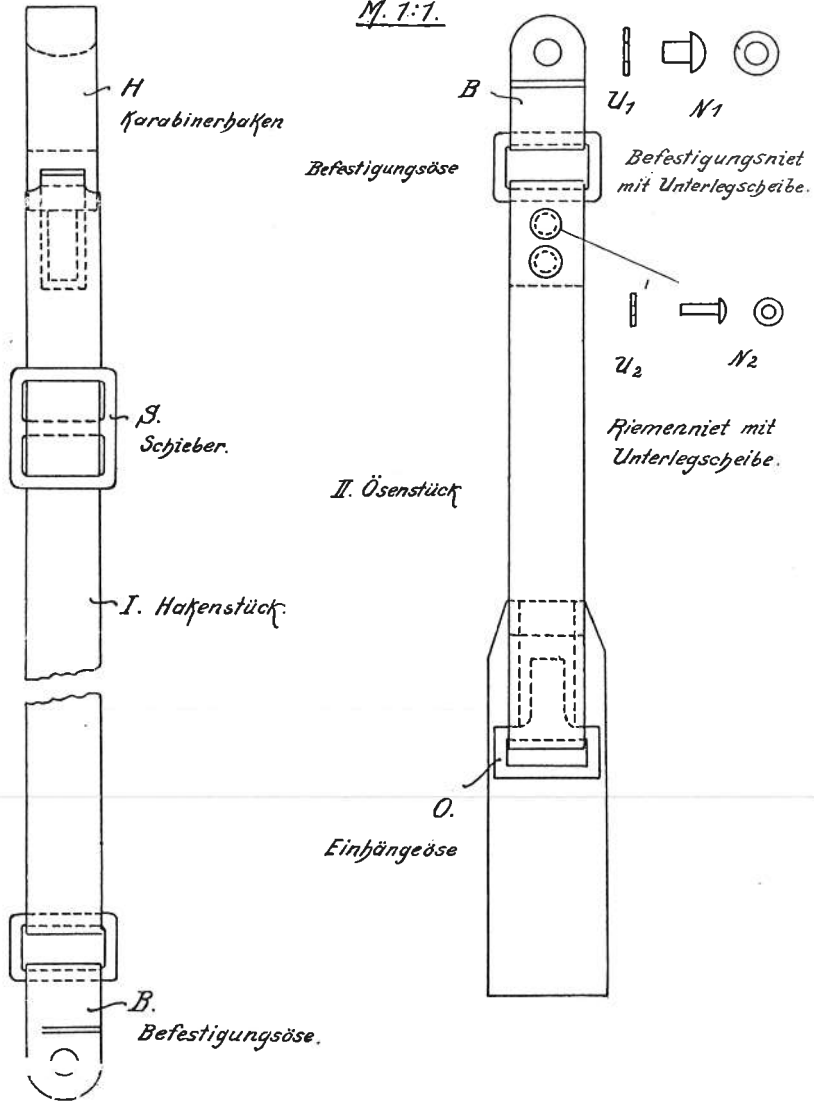 M. 1:1.
H
Karabinerhaken
S.
Schieber.
I. Hakenstück.
B.
Befestigungsöse.
B
Befestigungsöse
U1
N1
Befestigungsniet
mit Unterlegscheibe.
U2
N2
Riemenniet mit
Unterlegscheibe.
II. Ösenstück
O.
Einhängeöse